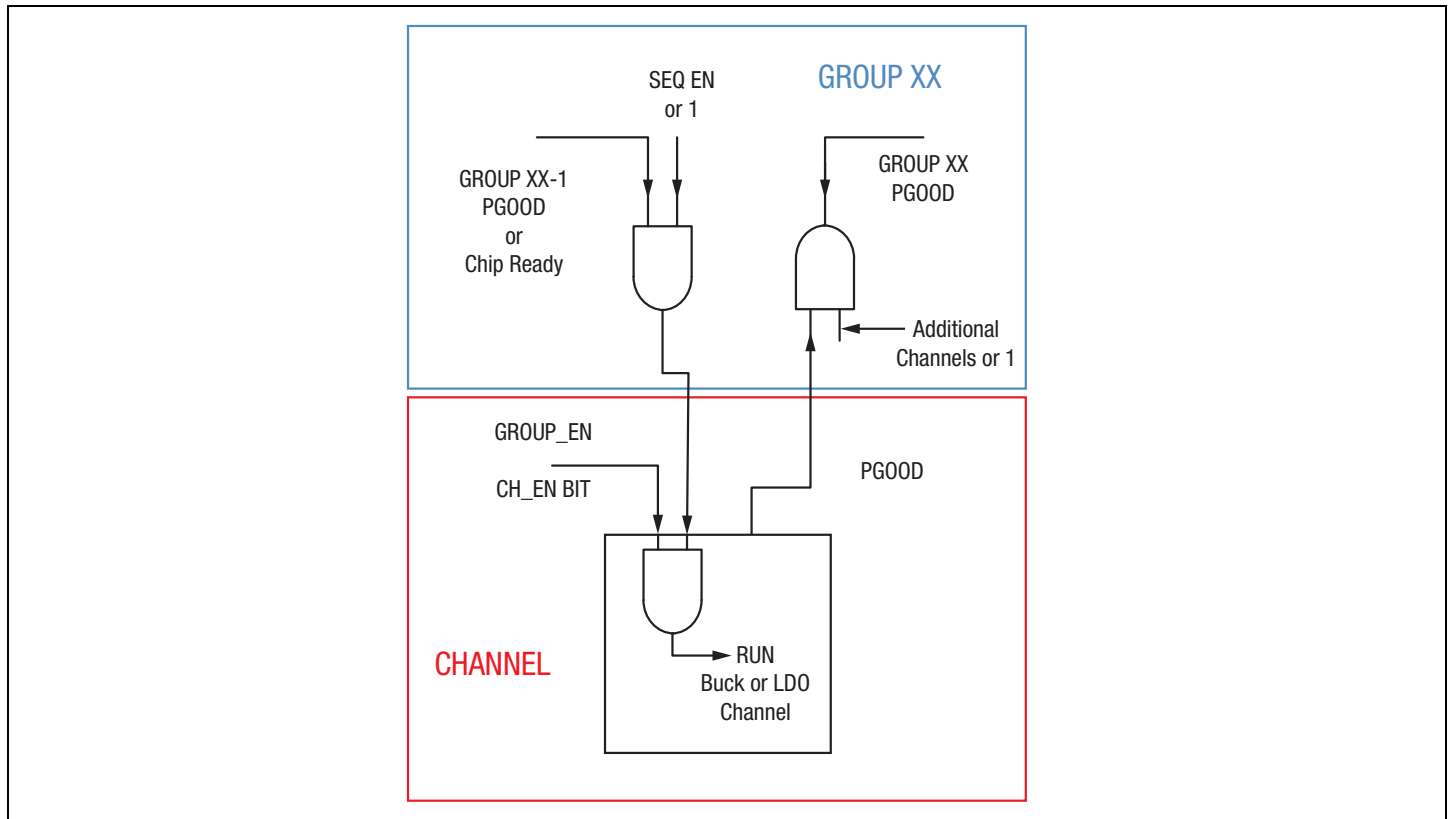 SEQ EN
or 1
GROUP XX
GROUP XX-1
PGOOD
or
Chip Ready
GROUP XX
PGOOD
Additional
Channels or 1
GROUP_EN
CH_EN BIT
PGOOD
CHANNEL
RUN
Buck or LDO
Channel